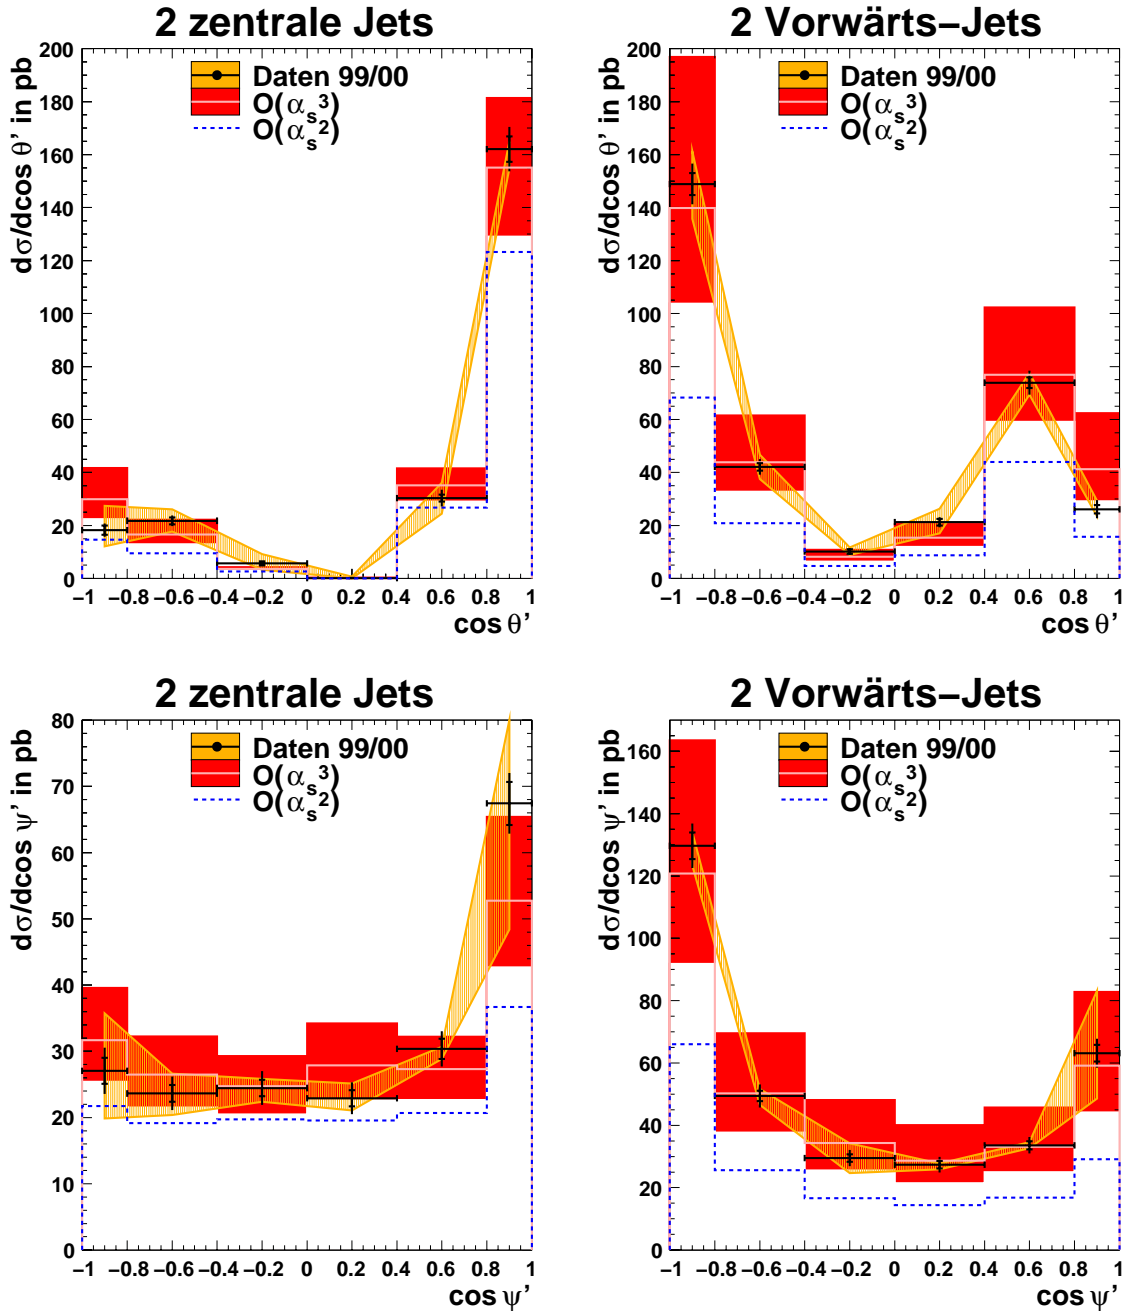 2 zentrale Jets
dσ/dcos θ’ in pb
200
180
160
140
120
100
80
60
40
20
0
Daten 99/00
O(αs3)
O(αs2)
−1 −0.8 −0.6 −0.4 −0.2 0 0.2 0.4 0.6 0.8 1
cos θ’
2 Vorwärts−Jets
dσ/dcos θ’ in pb
200
180
160
140
120
100
80
60
40
20
0
Daten 99/00
O(αs3)
O(αs2)
−1 −0.8 −0.6 −0.4 −0.2 0 0.2 0.4 0.6 0.8 1
cos θ’
2 zentrale Jets
dσ/dcos ψ’ in pb
80
70
60
50
40
30
20
10
0
Daten 99/00
O(αs3)
O(αs2)
−1 −0.8 −0.6 −0.4 −0.2 0 0.2 0.4 0.6 0.8 1
cos ψ’
2 Vorwärts−Jets
dσ/dcos ψ’ in pb
160
140
120
100
80
60
40
20
0
Daten 99/00
O(αs3)
O(αs2)
−1 −0.8 −0.6 −0.4 −0.2 0 0.2 0.4 0.6 0.8 1
cos ψ’